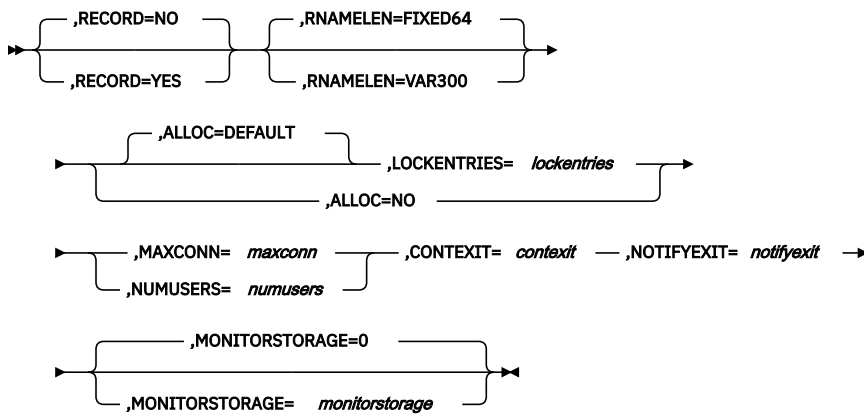 ,RECORD=NO ,RNAMELEN=FIXED64
,RECORD=YES ,RNAMELEN=VAR300
,ALLOC=DEFAULT
,LOCKENTRIES= lockentries
,ALLOC=NO
,MAXCONN= maxconn ,CONTEXIT= contexit ,NOTIFYEXIT= notifyexit
,NUMUSERS= numusers
,MONITORSTORAGE=0
,MONITORSTORAGE= monitorstorage